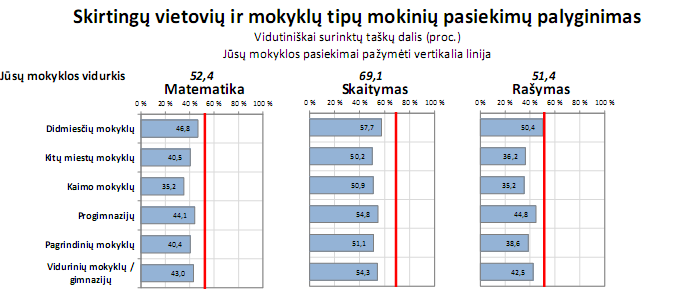 Skirtingų vietovių ir mokyklų tipų mokinių pasiekimų palyginimas
Vidutiniškai surinktų taškų dalis (proc.)
Jūsų mokyklos pasiekimai pažymėti vertikalia linija
Jūsų mokyklos vidurkis 52,4 69,1 51,4
Matematika Skaitymas Rašymas
0 % 20 % 40 % 60 % 80 % 100 % 0 % 20 % 40 % 60 % 80 % 100 % 0 % 20 % 40 % 60 % 80 % 100 %
Didmiesčių mokyklų 46,8 57,7 50,4
Kitų miestų mokyklų 40,5 50,2 36,2
Kaimo mokyklų 35,2 50,9 35,2
Progimnazijų 44,1 54,8 44,8
Pagrindinių mokyklų 40,4 51,1 38,6
Vidurinių mokyklų /
gimnazijų 43,0 54,3 42,5